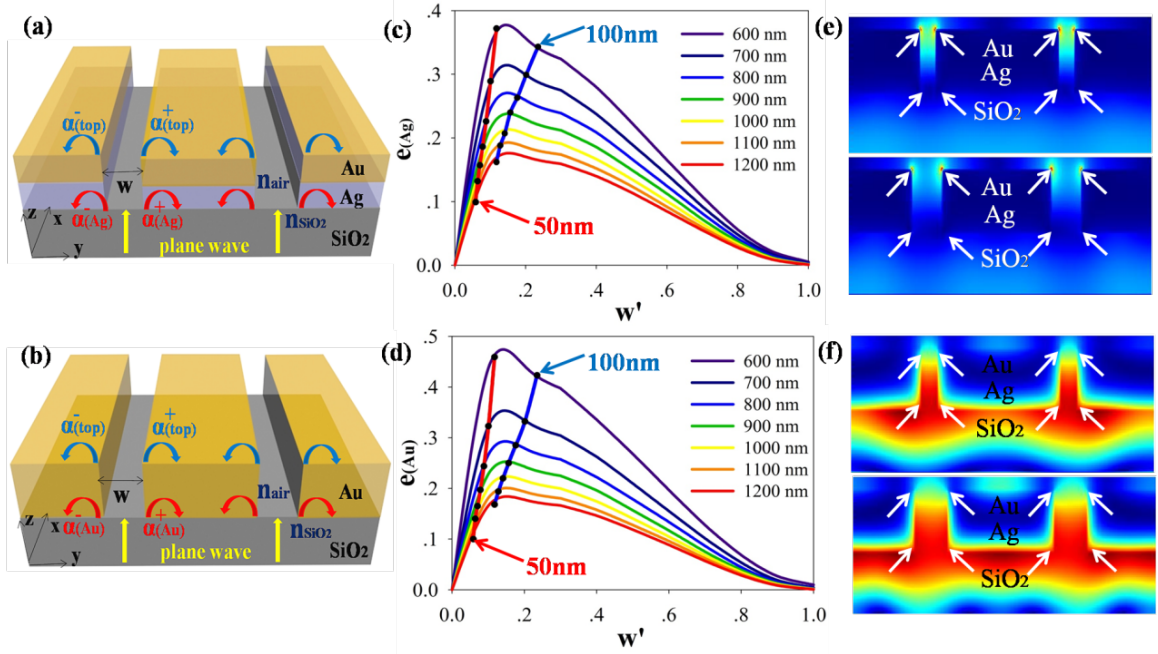 (a)
α(top)
-
α(top)
+
w
nair
Au
Ag
α(Ag)
-
α(Ag)
+
nSiO2
SiO2
plane wave
z
x
y
(b)
α(top)
-
α(top)
+
w
nair
Au
α(Au)
-
α(Au)
+
nSiO2
SiO2
plane wave
z
x
y
(c)
e(Ag)
.4
.3
.2
.1
0.0
0.0
.2
.4
.6
.8
1.0
w'
100nm
50nm
600 nm
700 nm
800 nm
900 nm
1000 nm
1100 nm
1200 nm
(d)
e(Au)
.5
.4
.3
.2
.1
0.0
0.0
.2
.4
.6
.8
1.0
w'
100nm
50nm
600 nm
700 nm
800 nm
900 nm
1000 nm
1100 nm
1200 nm
(e)
Au
Ag
SiO2
Au
Ag
SiO2
(f)
Au
Ag
SiO2
Au
Ag
SiO2